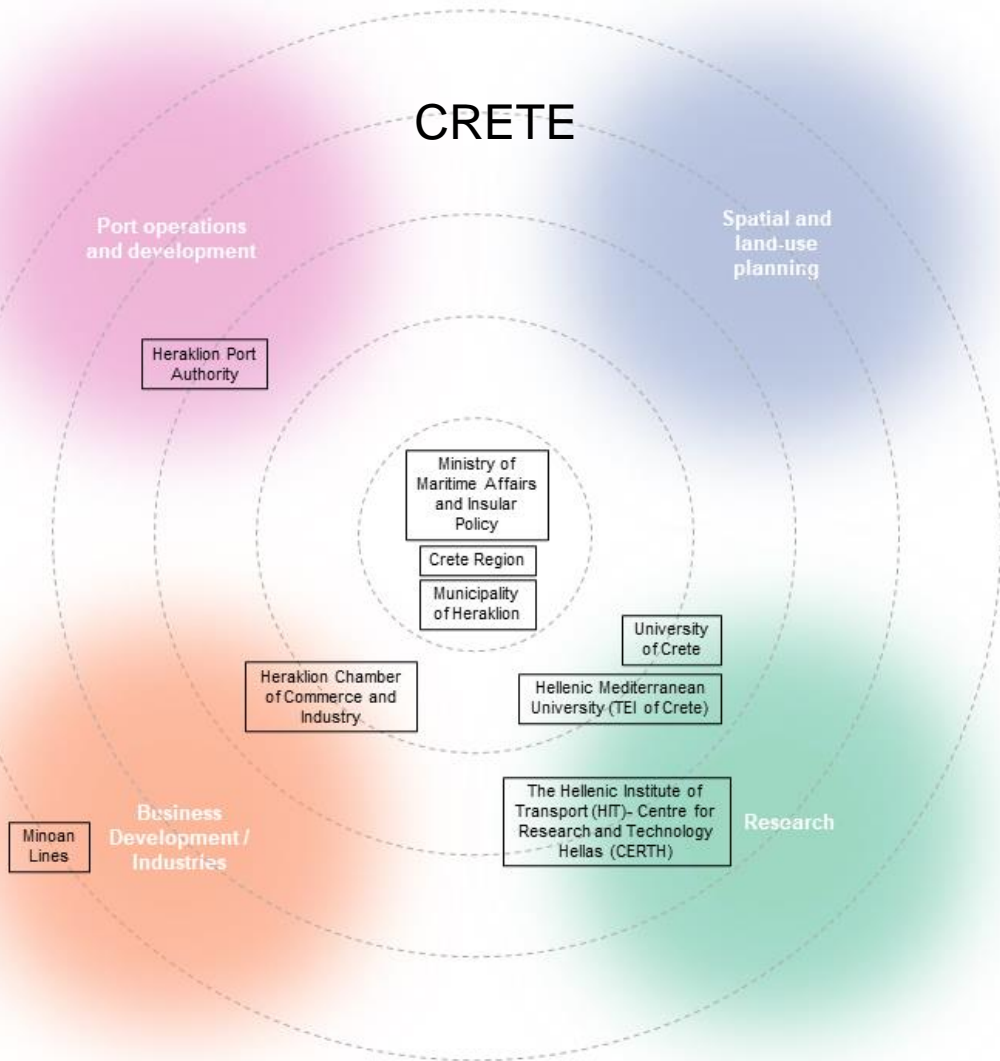 CRETE
Port operations
and development
Spatial and
land-use
planning
Heraklion Port
Authority
Ministry of
Maritime Affairs
and Insular
Policy
Crete Region
Municipality
of Heraklion
University
of Crete
Heraklion Chamber
of Commerce and
Industry
Hellenic Mediterranean
University (TEI of Crete)
The Hellenic Institute of
Transport (HIT)- Centre for
Research and Technology
Hellas (CERTH)
Business
Development /
Industries
Research
Minoan
Lines